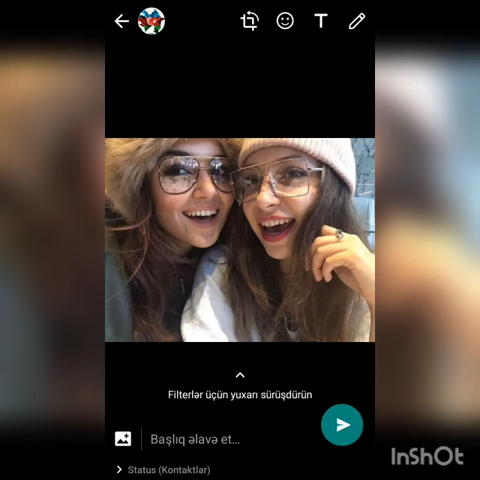 T
Filterlər üçün yuxarı sürüşdürün
Başlıq əlavə et...
Status (Kontaktlar)
InShOt